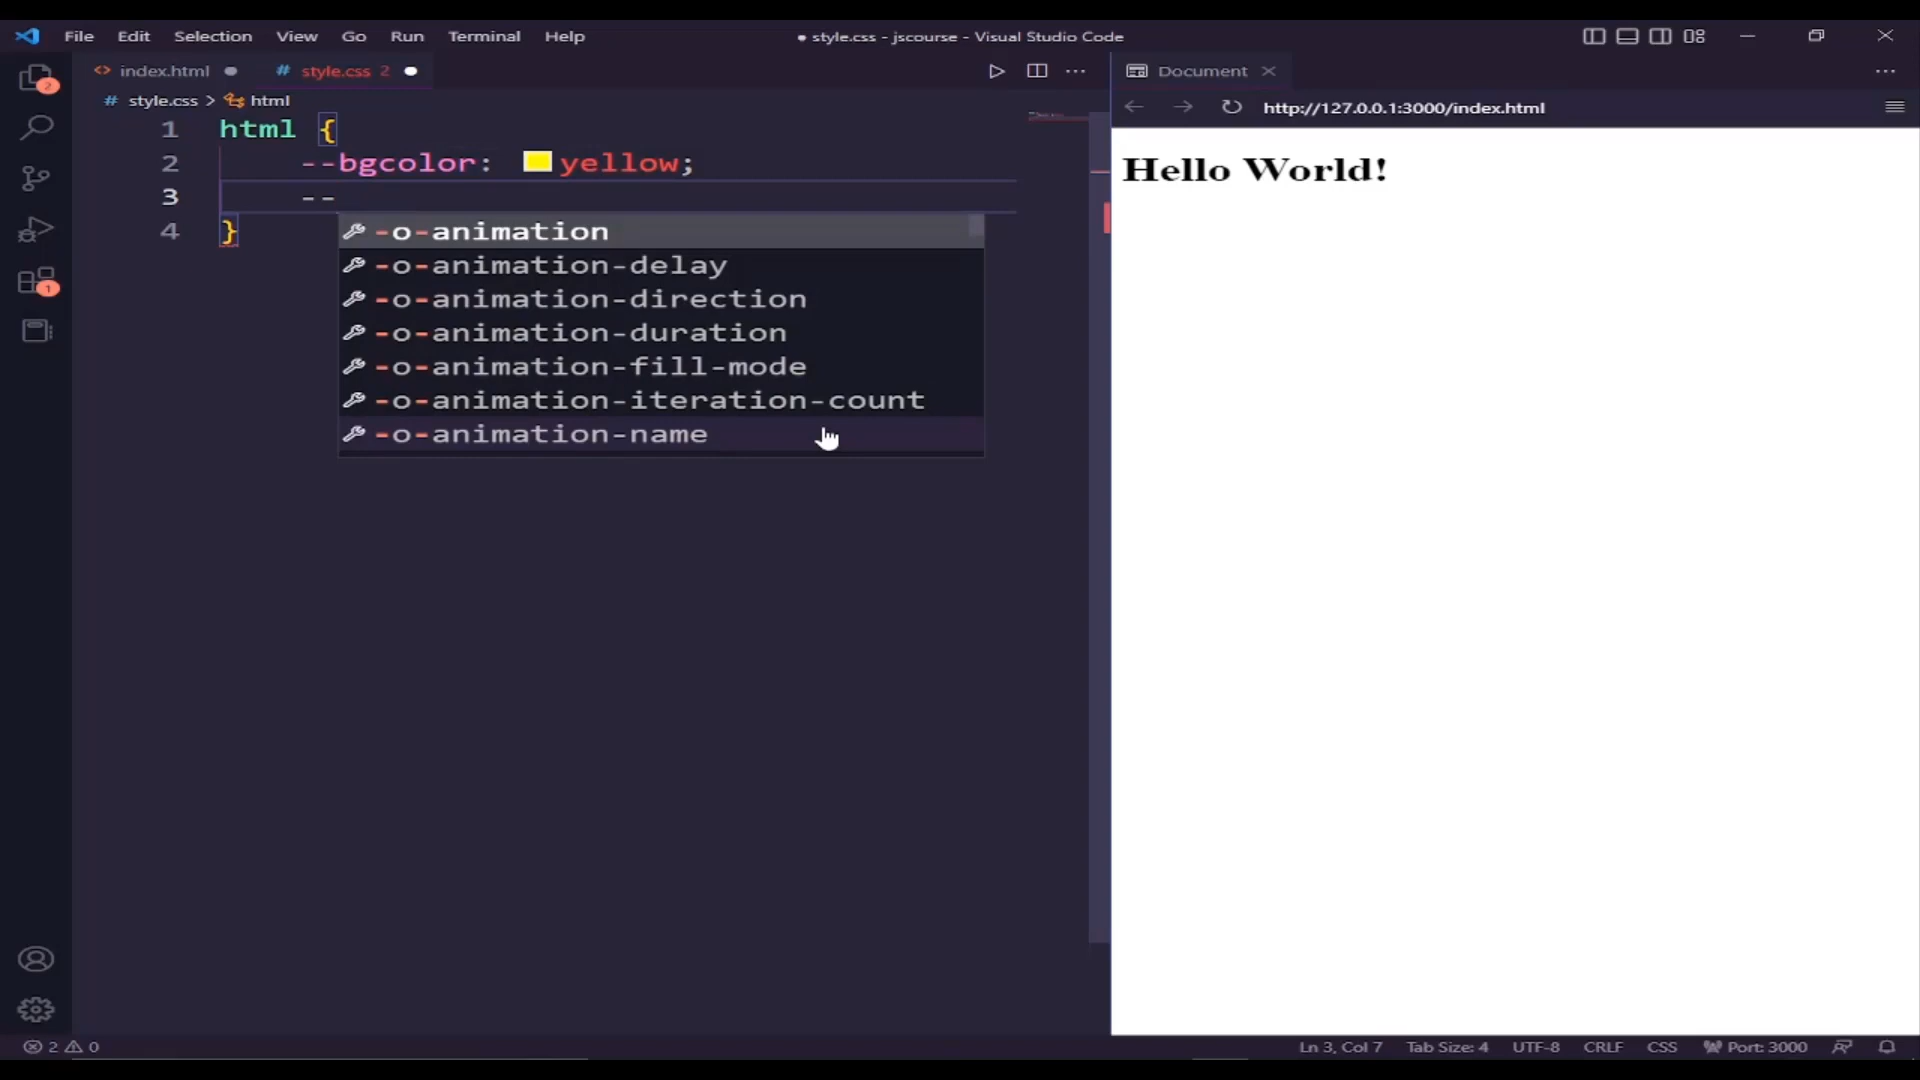 File Edit Selection View Go Run Terminal Help
● style.css - jscourse - Visual Studio Code
index.html ●
# style.css 2 ●
Document
# style.css > html
http://127.0.0.1:3000/index.html
1 html {
2 --bgcolor: yellow;
3 --
4 }
-o-animation
-o-animation-delay
-o-animation-direction
-o-animation-duration
-o-animation-fill-mode
-o-animation-iteration-count
-o-animation-name
2
1
Hello World!
2 0
Ln 3, Col 7 Tab Size: 4 UTF-8 CRLF CSS Port: 3000